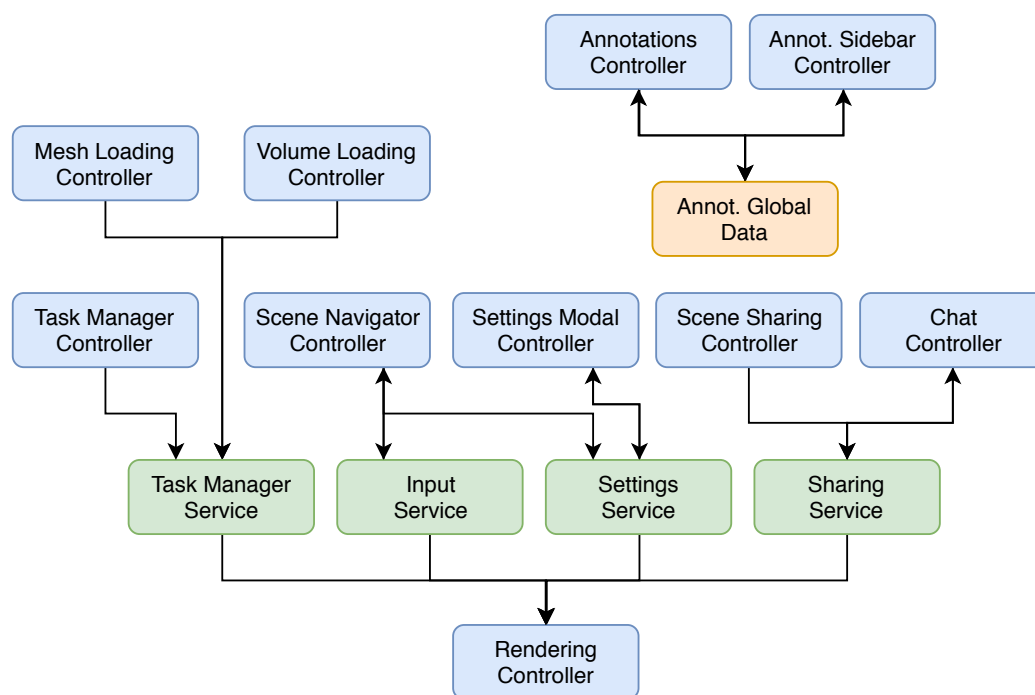 Annotations
Controller
Annot. Sidebar
Controller
Mesh Loading
Controller
Volume Loading
Controller
Annot. Global
Data
Task Manager
Controller
Scene Navigator
Controller
Settings Modal
Controller
Scene Sharing
Controller
Chat
Controller
Task Manager
Service
Input
Service
Settings
Service
Sharing
Service
Rendering
Controller